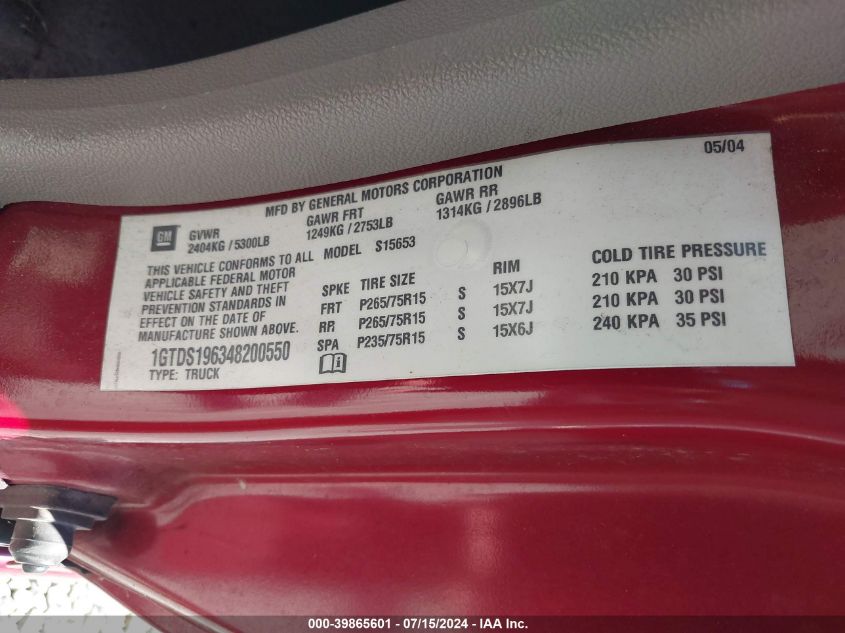 05/04
MFD BY GENERAL MOTORS CORPORATION
GM
GVWR GAWR FRT GAWR RR
2404KG / 5300LB 1249KG / 2753LB 1314KG / 2896LB
THIS VEHICLE CONFORMS TO ALL MODEL S15653
APPLICABLE FEDERAL MOTOR
VEHICLE SAFETY AND THEFT
PREVENTION STANDARDS IN
EFFECT ON THE DATE OF
MANUFACTURE SHOWN ABOVE.
SPKE TIRE SIZE RIM COLD TIRE PRESSURE
FRT P265/75R15 S 15X7J 210 KPA 30 PSI
RR P265/75R15 S 15X7J 210 KPA 30 PSI
SPA P235/75R15 S 15X6J 240 KPA 35 PSI
1GTDS196348200550
TYPE: TRUCK
000-39865601 - 07/15/2024 - IAA Inc.